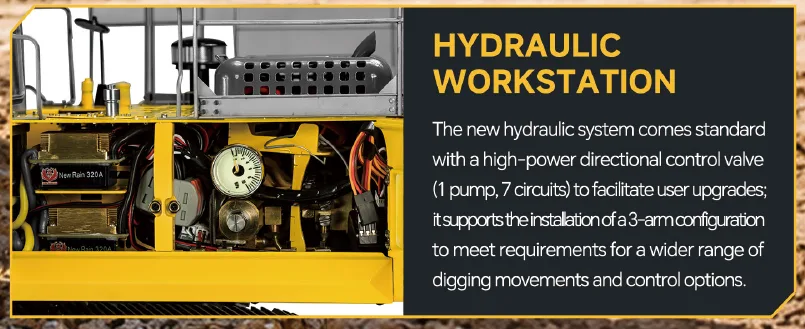 HYDRAULIC
WORKSTATION
The new hydraulic system comes standard
with a high-power directional control valve
(1 pump, 7 circuits) to facilitate user upgrades;
it supports the installation of a 3-arm configuration
to meet requirements for a wider range of
digging movements and control options.
New Rain 320A
New Rain 320A